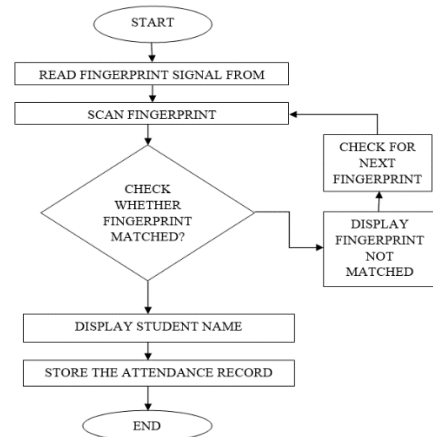 START
READ FINGERPRINT SIGNAL FROM
SCAN FINGERPRINT
CHECK
WHETHER
FINGERPRINT
MATCHED?
CHECK FOR
NEXT
FINGERPRINT
DISPLAY
FINGERPRINT
NOT
MATCHED
DISPLAY STUDENT NAME
STORE THE ATTENDANCE RECORD
END